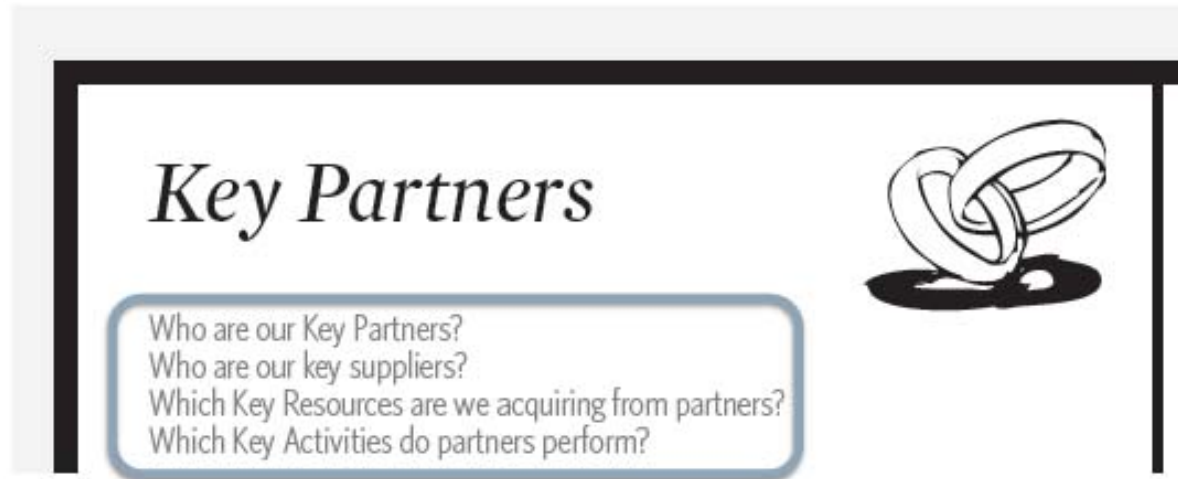 Key Partners
Who are our Key Partners?
Who are our key suppliers?
Which Key Resources are we acquiring from partners?
Which Key Activities do partners perform?